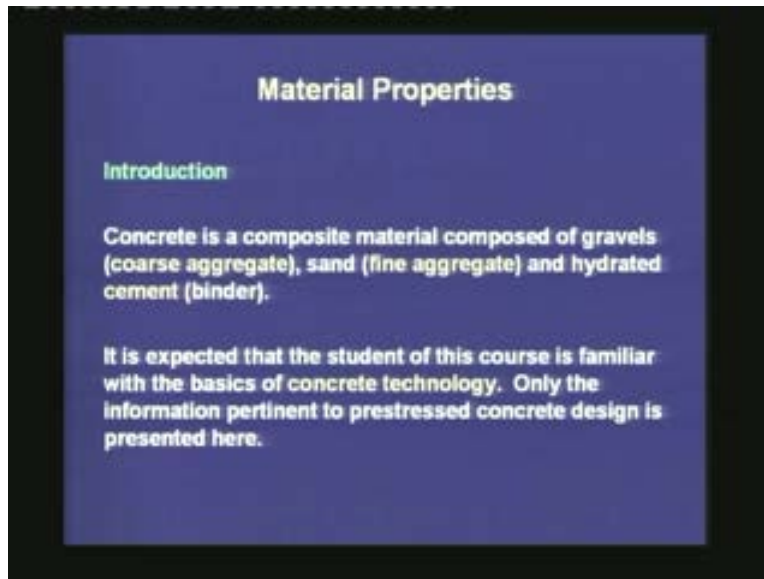 Material Properties
Introduction
Concrete is a composite material composed of gravels
(coarse aggregate), sand (fine aggregate) and hydrated
cement (binder).
It is expected that the student of this course is familiar
with the basics of concrete technology. Only the
information pertinent to prestressed concrete design is
presented here.